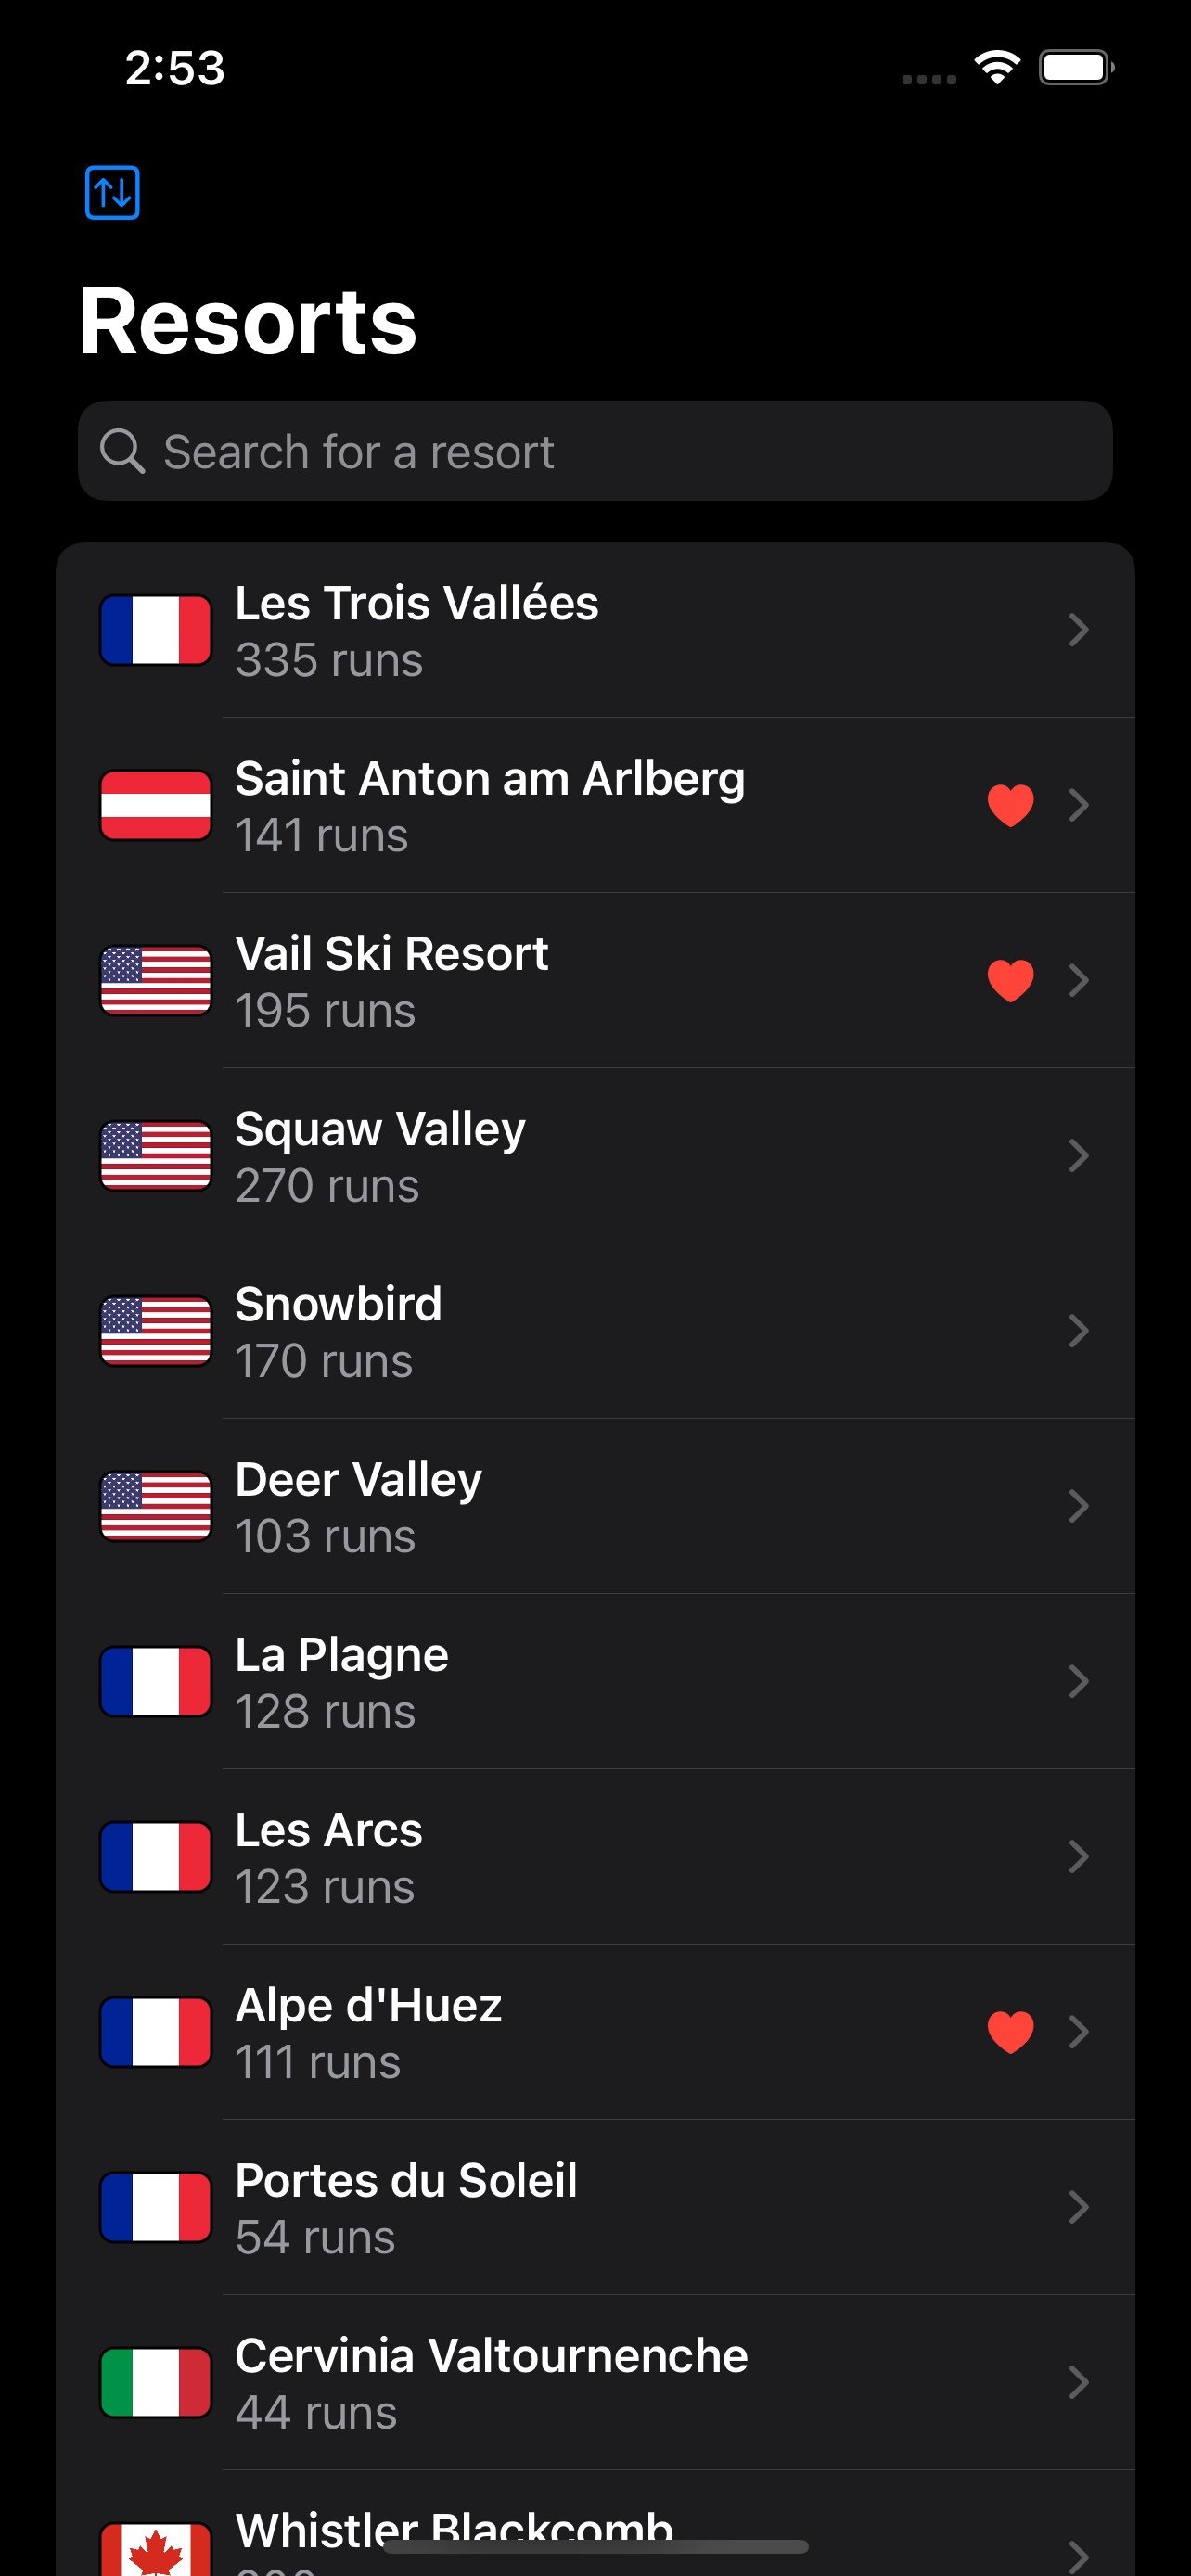 2:53
Resorts
Search for a resort
Les Trois Vallées
335 runs
Saint Anton am Arlberg
141 runs
Vail Ski Resort
195 runs
Squaw Valley
270 runs
Snowbird
170 runs
Deer Valley
103 runs
La Plagne
128 runs
Les Arcs
123 runs
Alpe d'Huez
111 runs
Portes du Soleil
54 runs
Cervinia Valtournenche
44 runs
Whistler Blackcomb